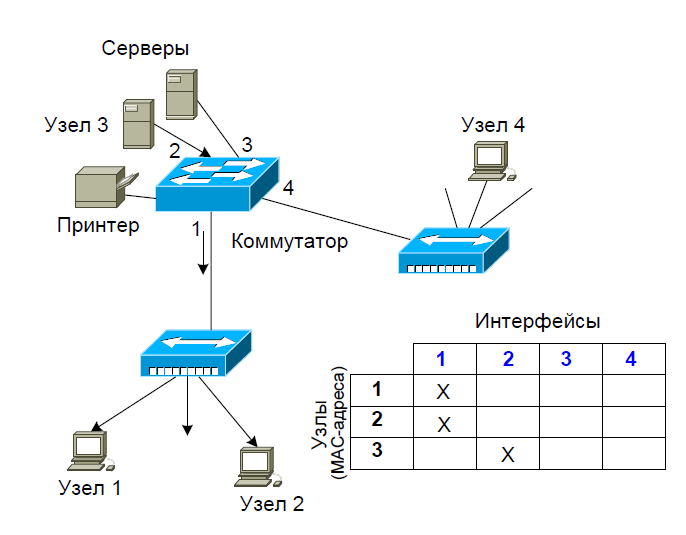 Серверы
Узел 3
Узел 4
2
3
4
Принтер
1
Коммутатор
Интерфейсы
1 2 3 4
Узлы
(MAC-адреса)
1 X
2 X
3 X
Узел 1
Узел 2